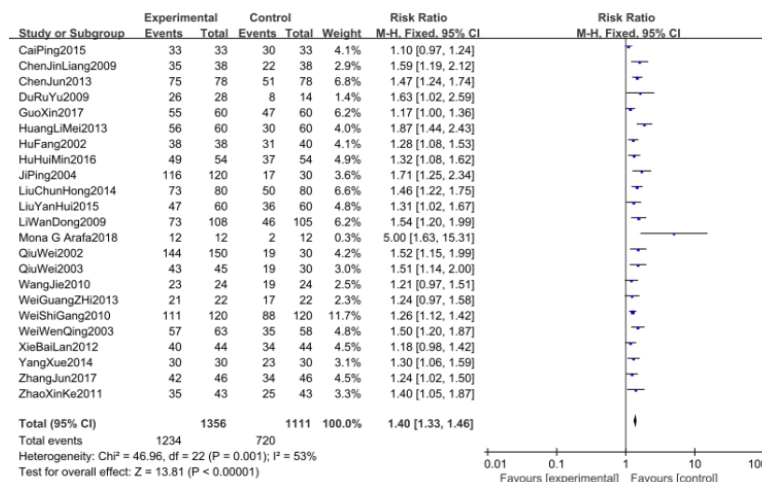 Experimental Control Risk Ratio Risk Ratio
Study or Subgroup Events Total Events Total Weight M-H. Fixed. 95% CI M-H. Fixed. 95% CI
CaiPing2015 33 33 30 33 4.1% 1.10 [0.97, 1.24]
ChenJinLiang2009 35 38 22 38 3.0% 1.59 [1.19, 2.12]
ChenJun2013 75 78 51 78 6.8% 1.47 [1.24, 1.74]
DuRuYu2009 26 28 8 14 1.4% 1.63 [1.02, 2.59]
GuoXin2017 55 60 47 60 6.2% 1.17 [1.00, 1.36]
HuangLiMei2013 56 60 30 60 4.0% 1.87 [1.44, 2.43]
HuFang2002 38 38 31 40 4.1% 1.28 [1.08, 1.53]
HuHuiMin2016 49 54 37 54 4.9% 1.32 [1.08, 1.62]
JiPing2004 116 120 17 30 3.6% 1.71 [1.25, 2.34]
LiuChunHong2014 73 80 50 80 6.6% 1.46 [1.22, 1.75]
LiuYanHui2015 47 60 36 60 4.8% 1.31 [1.02, 1.67]
LiWanDong2009 73 108 46 105 6.2% 1.54 [1.20, 1.99]
Mona G Arafa2018 12 12 2 12 0.3% 5.00 [1.63, 15.31]
QiuWei2002 144 150 19 30 4.2% 1.52 [1.15, 1.99]
QiuWei2003 43 45 19 30 3.0% 1.51 [1.14, 2.00]
WangJie2010 23 24 19 24 2.5% 1.21 [0.97, 1.51]
WeiGuangZHi2013 21 22 17 22 2.3% 1.24 [0.97, 1.58]
WeiShiGang2010 111 120 88 120 11.7% 1.26 [1.12, 1.42]
WeiWenQing2003 57 63 35 58 4.8% 1.50 [1.20, 1.87]
XieBaiLan2012 40 44 34 44 4.5% 1.18 [0.98, 1.42]
YangXue2014 30 30 23 30 3.1% 1.30 [1.06, 1.59]
ZhangJun2017 42 46 34 46 4.5% 1.24 [1.02, 1.50]
ZhaoXinKe2011 35 43 25 43 3.3% 1.40 [1.05, 1.87]
Total (95% CI) 1356 1111 100.0% 1.40 [1.33, 1.46]
Total events 1234 720
Heterogeneity: Chi² = 46.96, df = 22 (P = 0.001); I² = 53%
Test for overall effect: Z = 13.81 (P < 0.00001)
0.01 0.1 1 10 100
Favours [experimental] Favours [control]